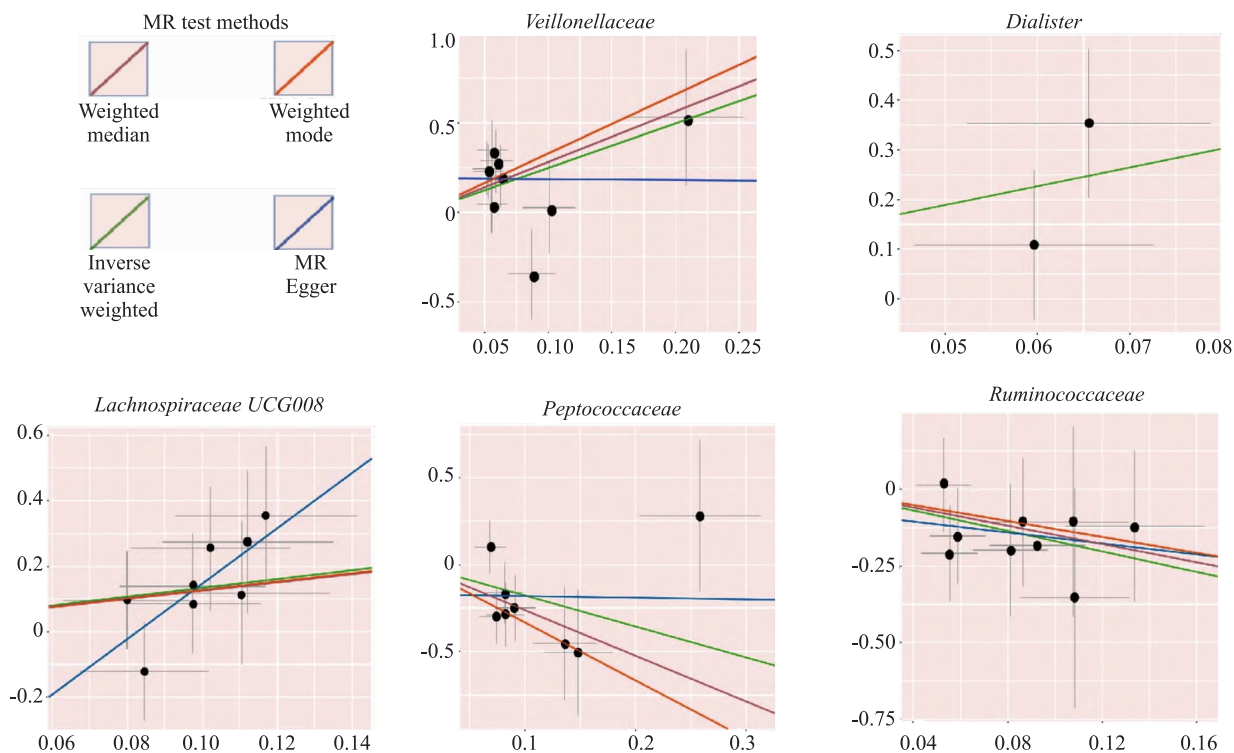 MR test methods
Weighted
median
Weighted
mode
Inverse
variance
weighted
MR
Egger
Veillonellaceae
1.0
0.5
0
-0.5
0.05 0.10 0.20 0.25
Dialister
0.5
0.4
0.3
0.2
0.1
0
0.05 0.06 0.07 0.08
Lachnospiraceae UCG008
0.6
0.4
0.2
0
-0.2
0.06 0.08 0.10 0.12 0.14
Peptococcaceae
0.5
0
-0.5
0.1 0.3
Ruminococcaceae
0
-0.25
-0.50
-0.75
0.04 0.08 0.12 0.16